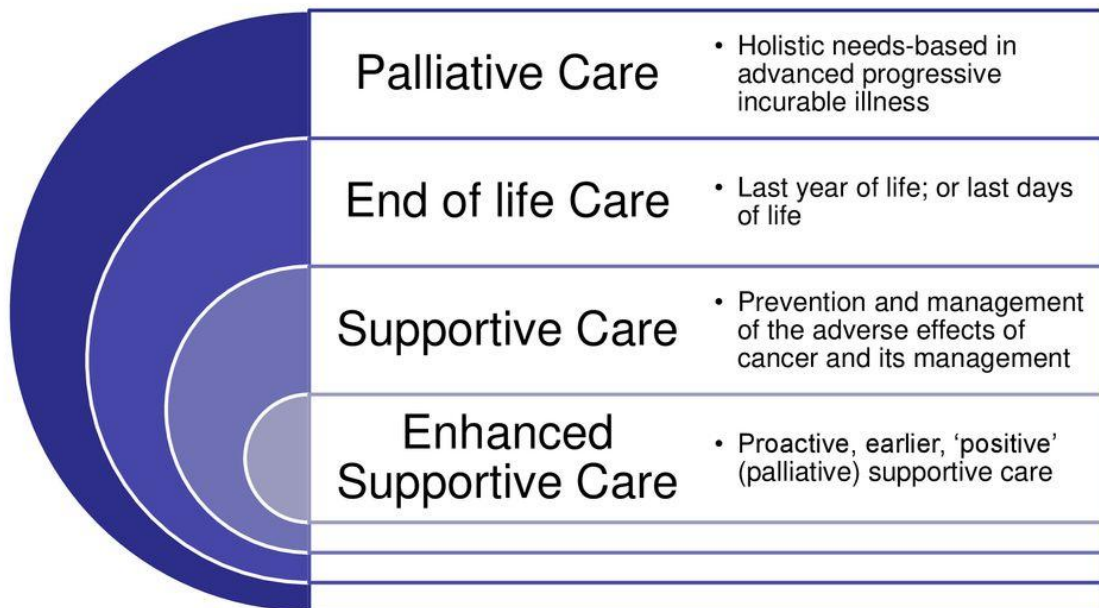 Palliative Care
• Holistic needs-based in
advanced progressive
incurable illness
End of life Care
• Last year of life; or last days
of life
Supportive Care
• Prevention and management
of the adverse effects of
cancer and its management
Enhanced
Supportive Care
• Proactive, earlier, ‘positive’
(palliative) supportive care